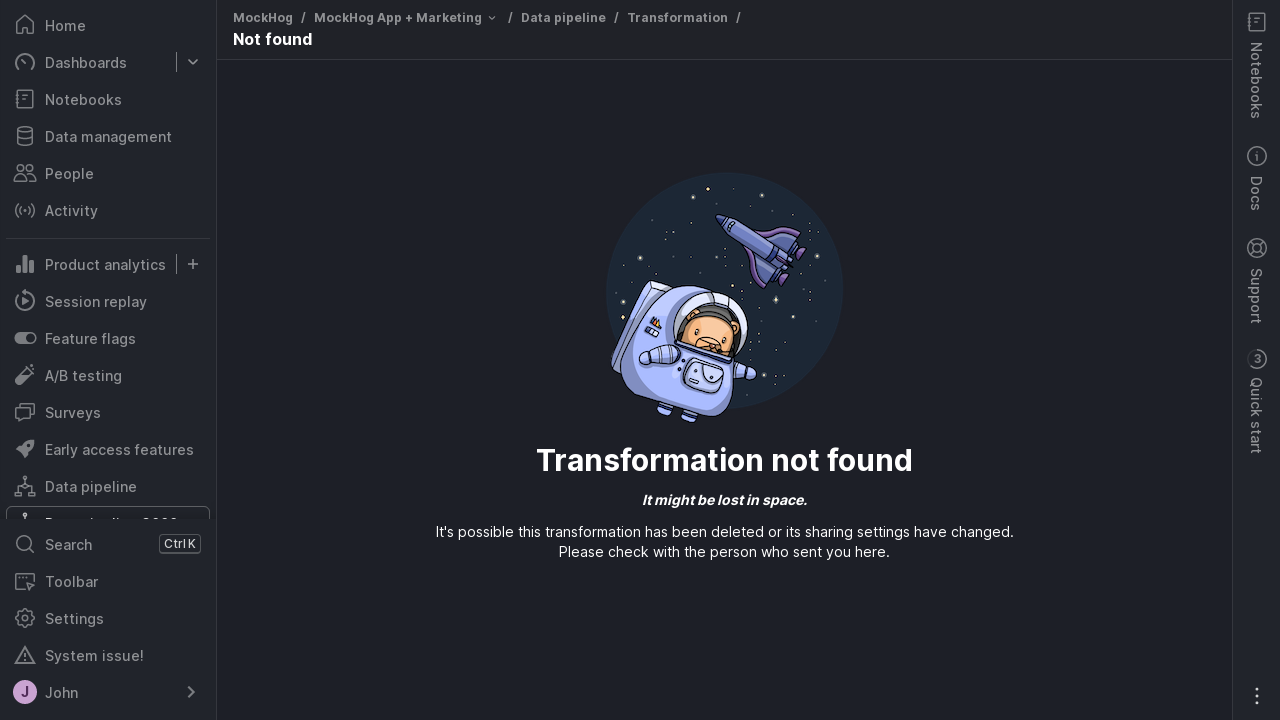 Home
Dashboards
Notebooks
Data management
People
Activity
Product analytics
Session replay
Feature flags
A/B testing
Surveys
Early access features
Data pipeline
Search
Ctrl K
Toolbar
Settings
System issue!
J
John
MockHog / MockHog App + Marketing / Data pipeline / Transformation /
Not found
Transformation not found
It might be lost in space.
It's possible this transformation has been deleted or its sharing settings have changed.
Please check with the person who sent you here.
Notebooks
Docs
Support
3
Quick start